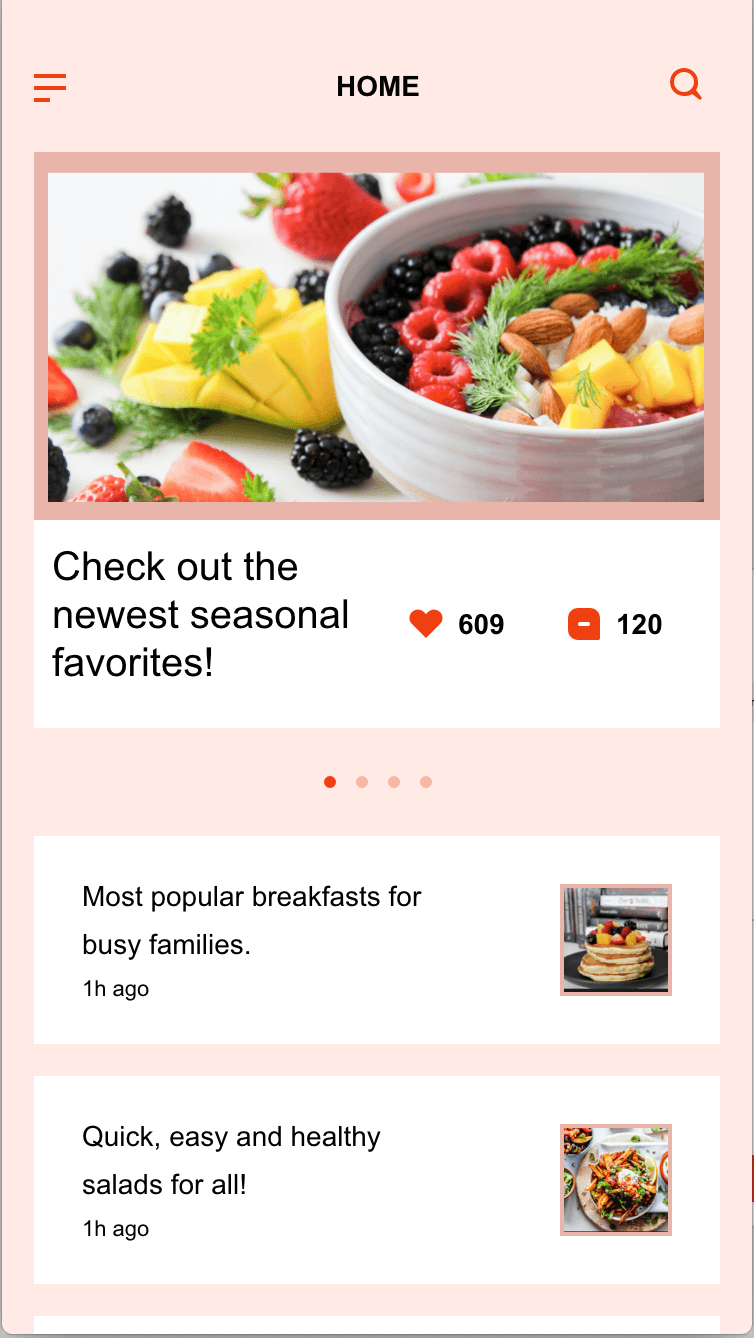 HOME
Check out the
newest seasonal
favorites!
609
120
Most popular breakfasts for
busy families.
1h ago
Quick, easy and healthy
salads for all!
1h ago